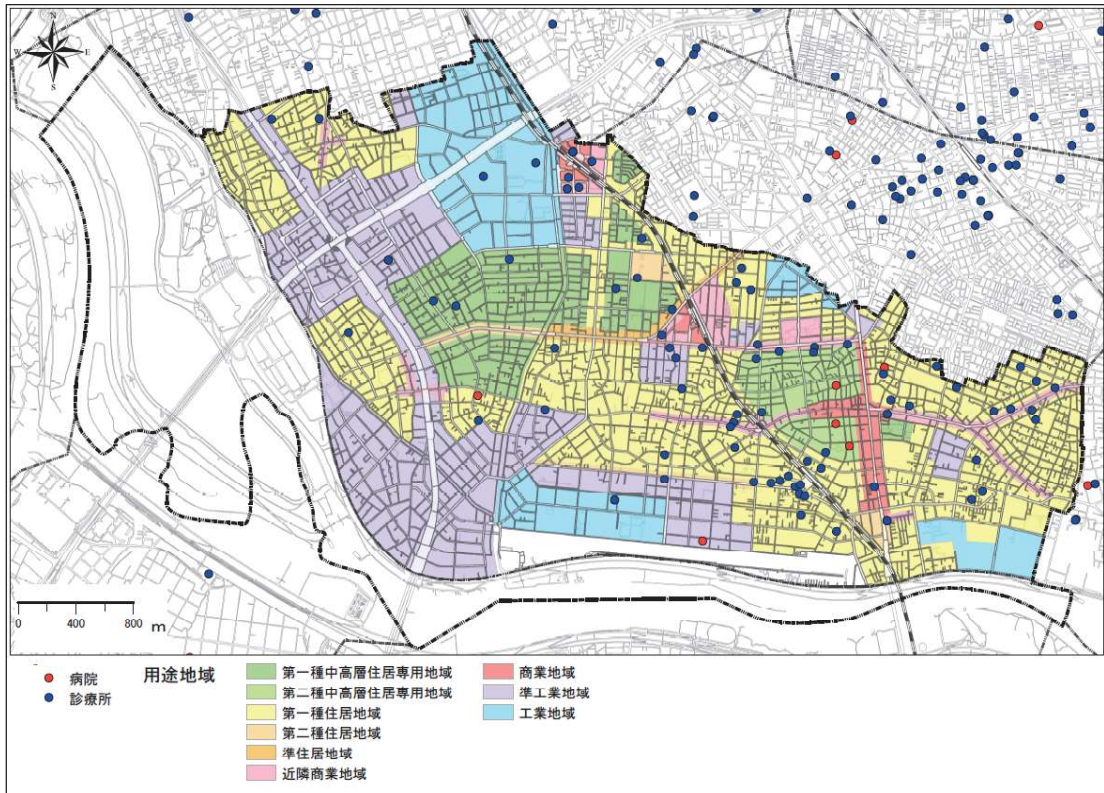 N
W E
S
0 400 800 m
病院
診療所
用途地域
第一種中高層住居専用地域
第二種中高層住居専用地域
第一種住居地域
第二種住居地域
準住居地域
近隣商業地域
商業地域
準工業地域
工業地域